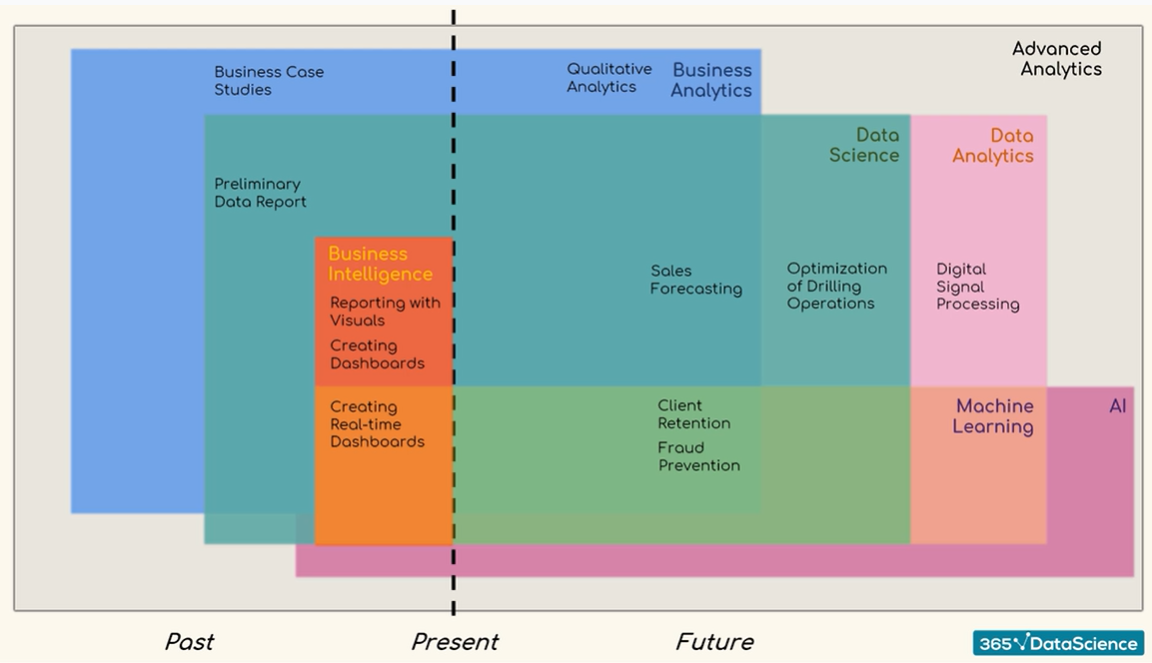 Advanced
Analytics
Business Case
Studies
Qualitative
Analytics
Business
Analytics
Data
Science
Data
Analytics
Preliminary
Data Report
Business
Intelligence
Reporting with
Visuals
Creating
Dashboards
Sales
Forecasting
Optimization
of Drilling
Operations
Digital
Signal
Processing
Creating
Real-time
Dashboards
Client
Retention
Fraud
Prevention
Machine
Learning
AI
Past
Present
Future
365 DataScience